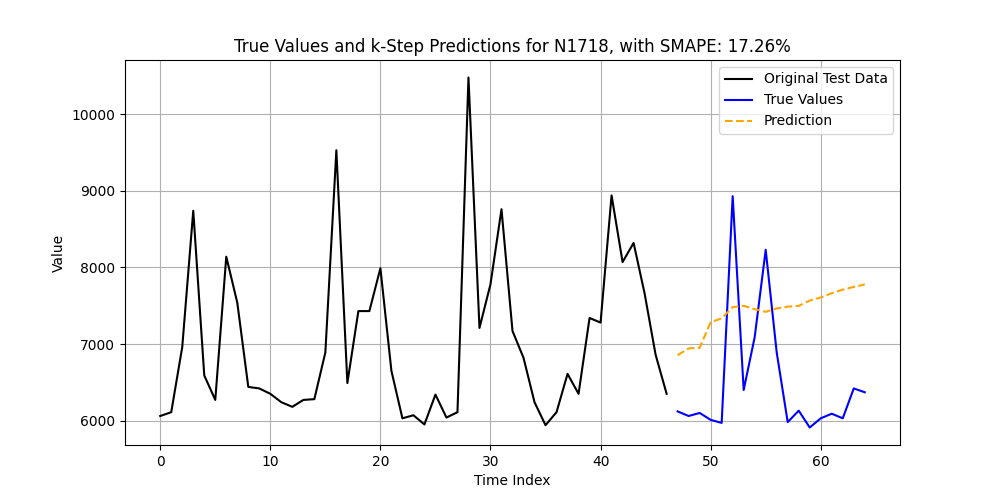 True Values and k-Step Predictions for N1718, with SMAPE: 17.26%
Original Test Data
True Values
Prediction
10000
9000
8000
7000
6000
Value
0 10 20 30 40 50 60
Time Index